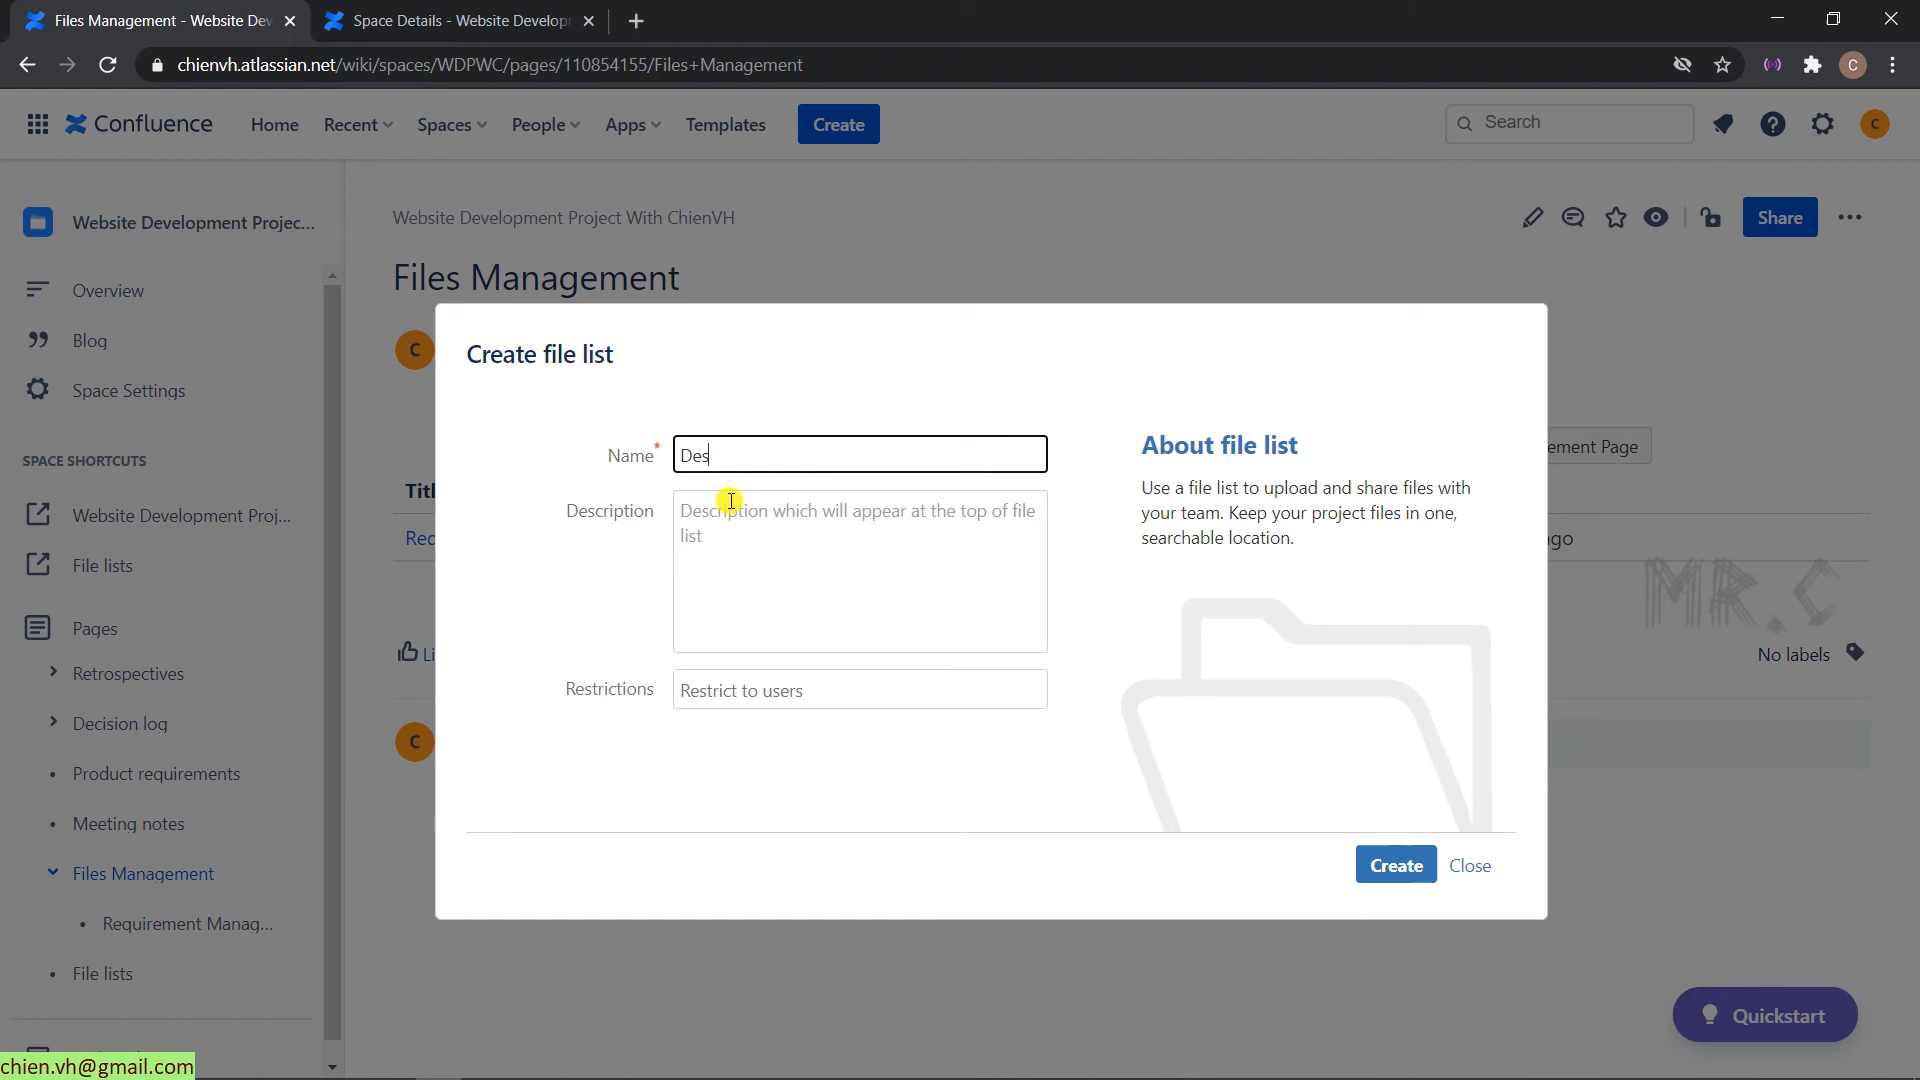 Files Management - Website Dev
Space Details - Website Develop
chienvh.atlassian.net/wiki/spaces/WDPWC/pages/110854155/Files+Management
C
Confluence
Home
Recent
Spaces
People
Apps
Templates
Create
Search
C
Website Development Projec...
Overview
Blog
Space Settings
SPACE SHORTCUTS
Website Development Proj...
File lists
Pages
Retrospectives
Decision log
Product requirements
Meeting notes
Files Management
Requirement Manag...
File lists
Website Development Project With ChienVH
Share
Files Management
C
ement Page
Titl
Rec
ago
MR.C
Li
No labels
C
Create file list
Name *
Des
Description
Description which will appear at the top of file
list
Restrictions
Restrict to users
About file list
Use a file list to upload and share files with
your team. Keep your project files in one,
searchable location.
Create
Close
Quickstart
chien.vh@gmail.com